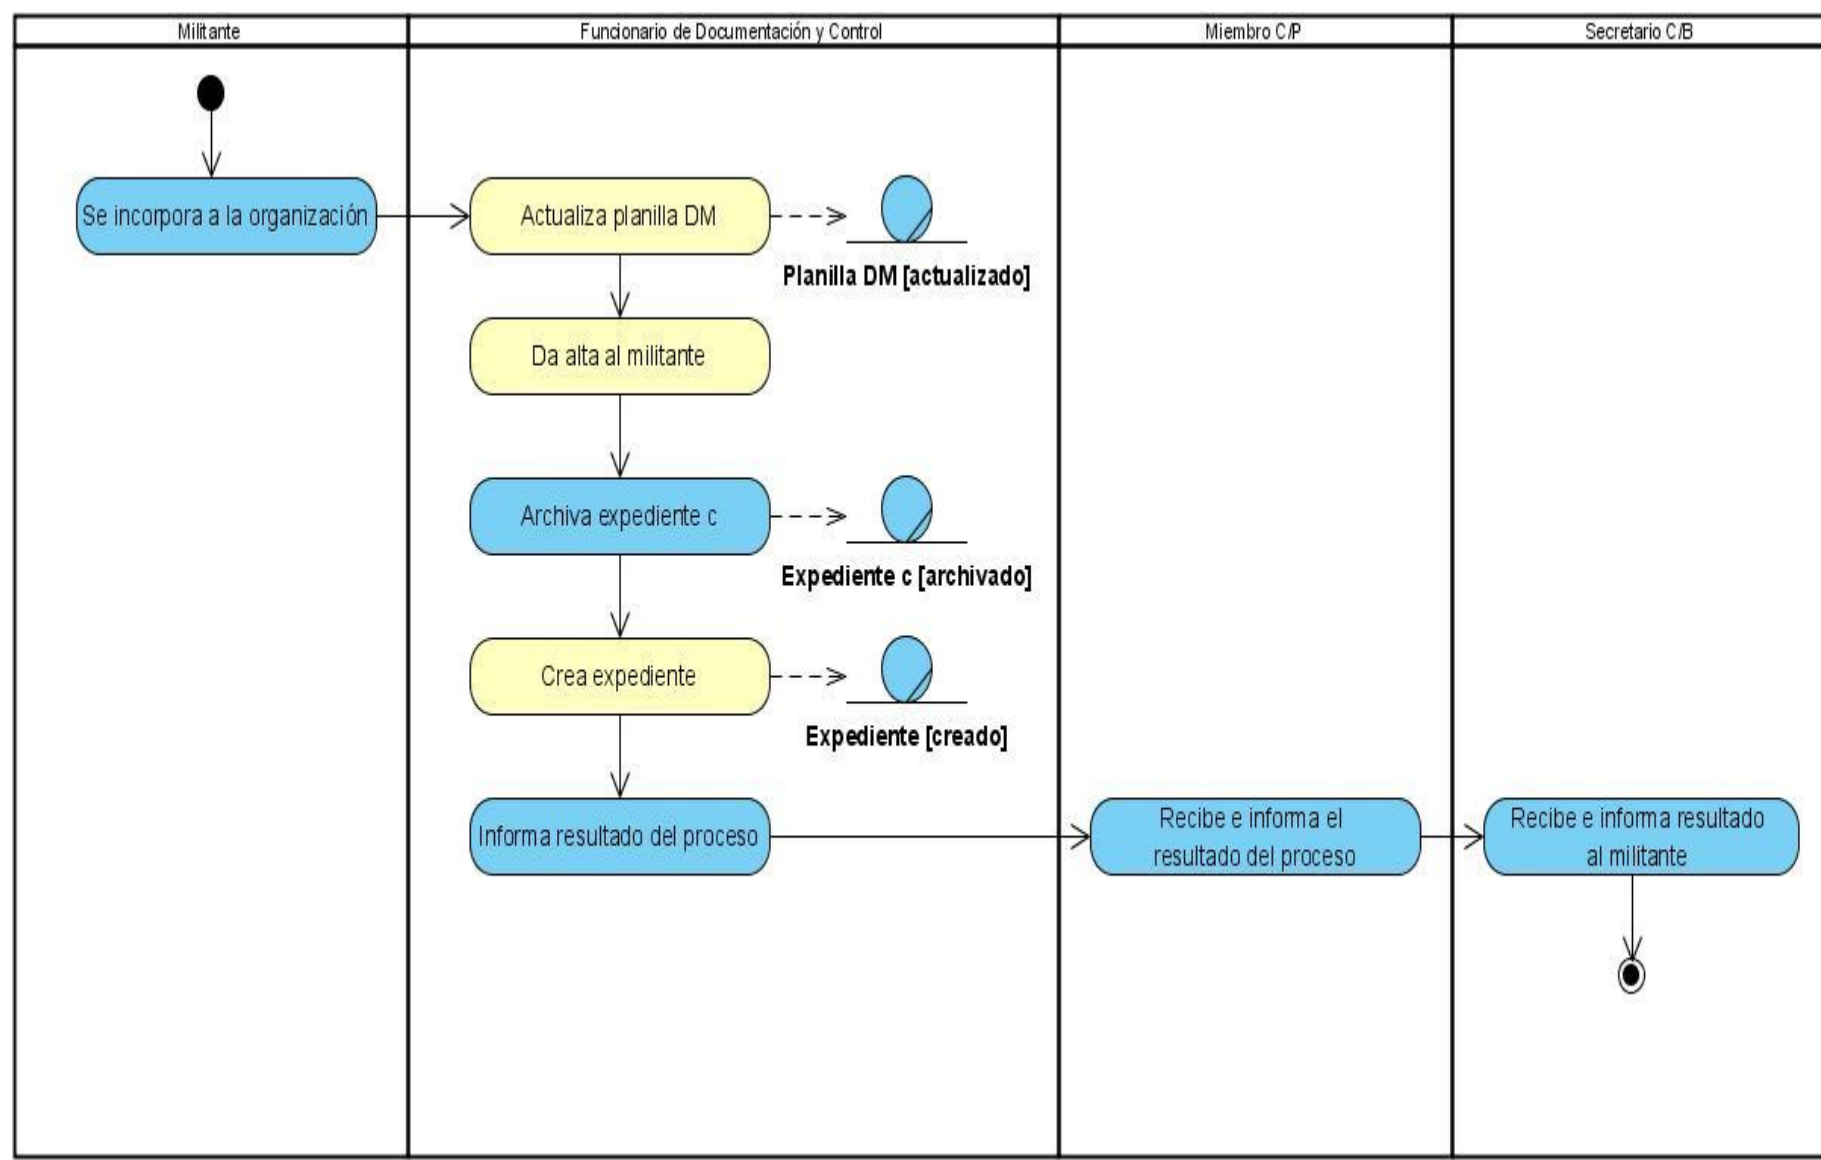 Militante
Funcionario de Documentación y Control
Miembro C/P
Secretario C/B
Se incorpora a la organización
Actualiza planilla DM
Planilla DM [actualizado]
Da alta al militante
Archiva expediente c
Expediente c [archivado]
Crea expediente
Expediente [creado]
Informa resultado del proceso
Recibe e informa el
resultado del proceso
Recibe e informa resultado
al militante